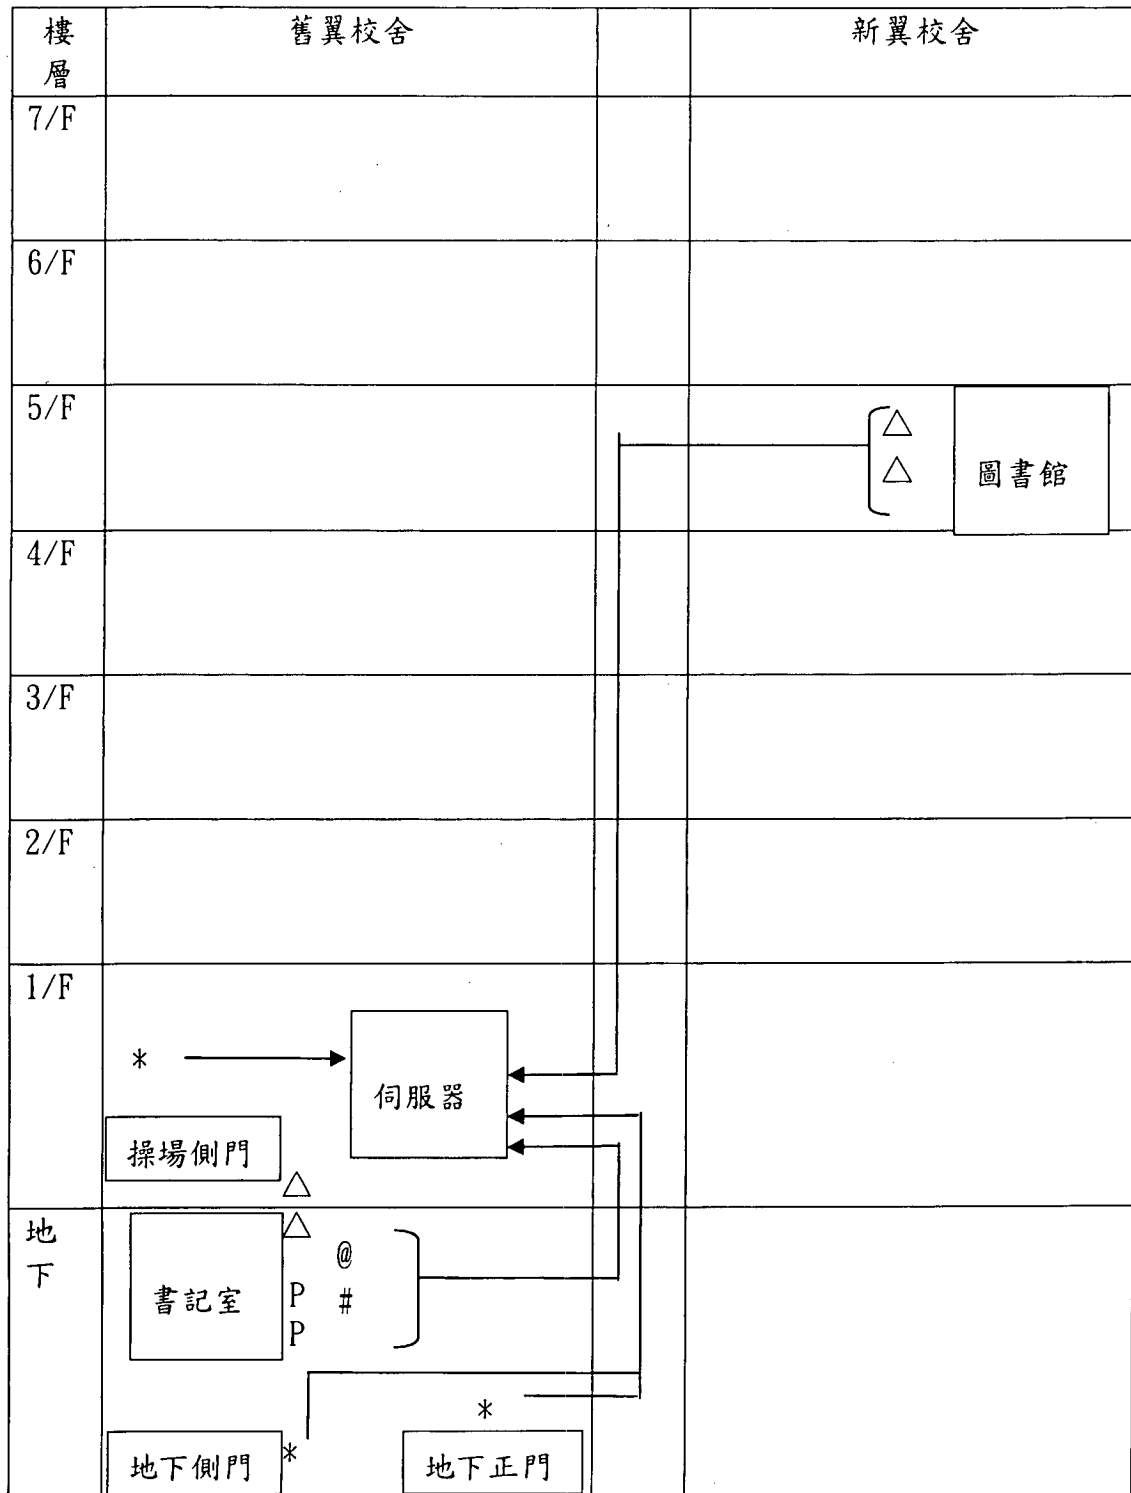 樓層
舊翼校舍
新翼校舍
7/F
6/F
5/F
△
△
圖書館
4/F
3/F
2/F
1/F
*
伺服器
操場側門
△
地下
△
@
書記室
P #
P
*
地下側門 *
地下正門